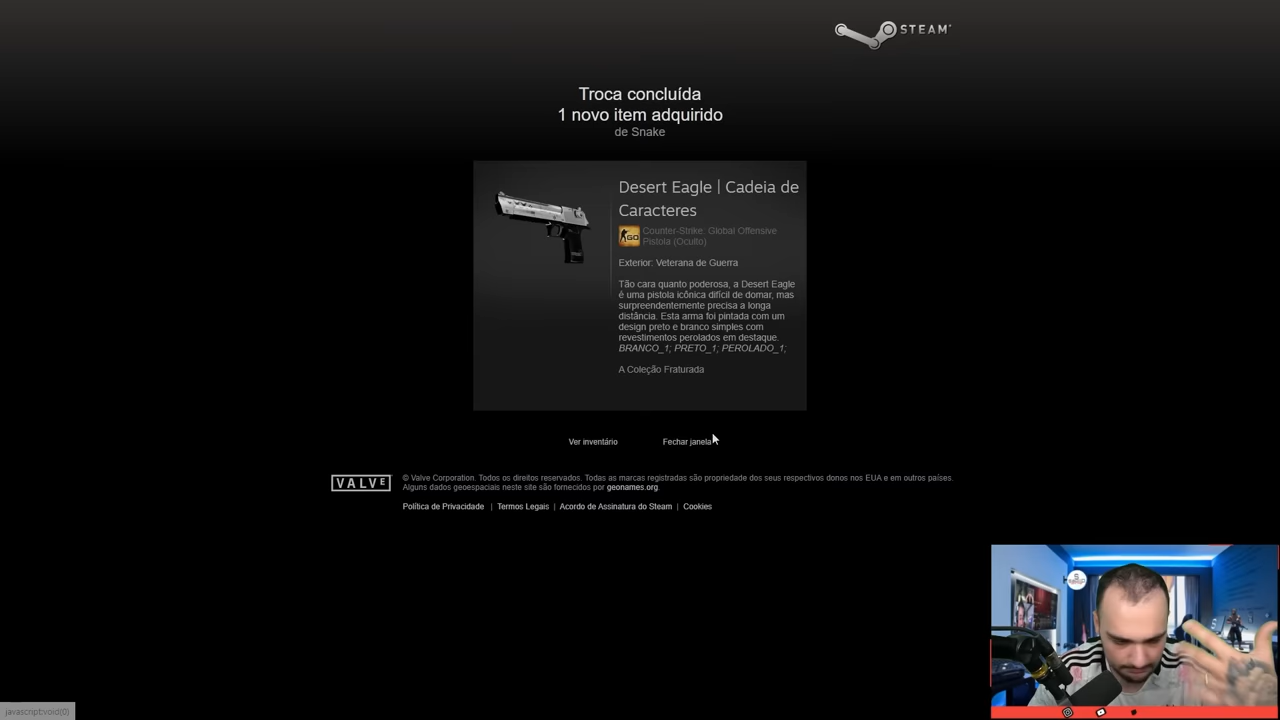 STEAM
Troca concluída
1 novo item adquirido
de Snake
Desert Eagle | Cadeia de
Caracteres
Counter-Strike: Global Offensive
Pistola (Oculto)
Exterior: Veterana de Guerra
Tão cara quanto poderosa, a Desert Eagle
é uma pistola icônica difícil de domar, mas
surpreendentemente precisa a longa
distância. Esta arma foi pintada com um
design preto e branco simples com
revestimentos perolados em destaque.
BRANCO_1; PRETO_1; PEROLADO_1;
A Coleção Fraturada
Ver inventário
Fechar janela
VALVE
© Valve Corporation. Todos os direitos reservados. Todas as marcas registradas são propriedade dos seus respectivos donos nos EUA e em outros países.
Alguns dados geoespaciais neste site são fornecidos por geonames.org.
Política de Privacidade | Termos Legais | Acordo de Assinatura do Steam | Cookies
javascript:void(0)